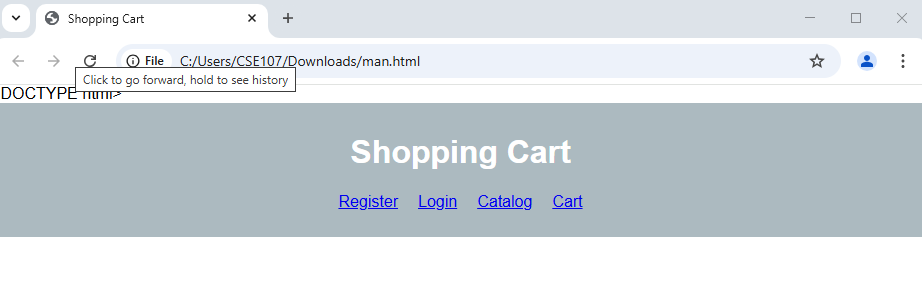 Shopping Cart
File C:/Users/CSE107/Downloads/man.html
Click to go forward, hold to see history
DOCTYPE html>
Shopping Cart
Register Login Catalog Cart